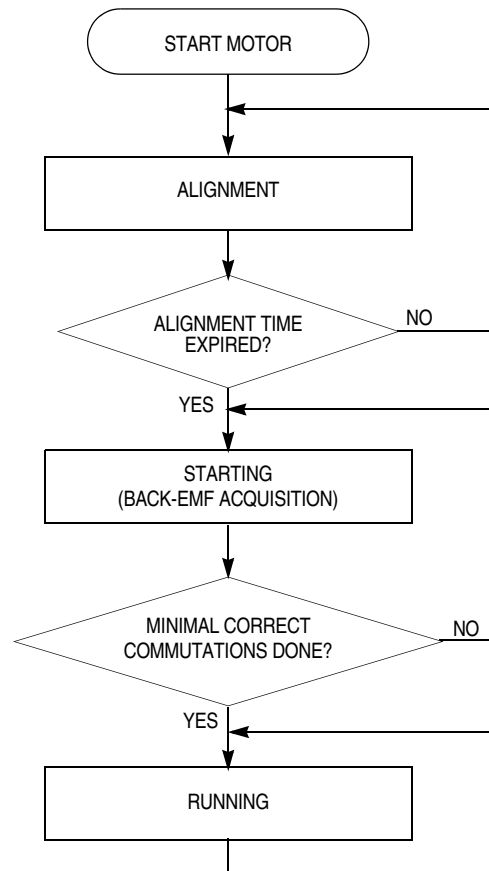 START MOTOR
ALIGNMENT
ALIGNMENT TIME
EXPIRED?
NO
YES
STARTING
(BACK-EMF ACQUISITION)
MINIMAL CORRECT
COMMUTATIONS DONE?
NO
YES
RUNNING